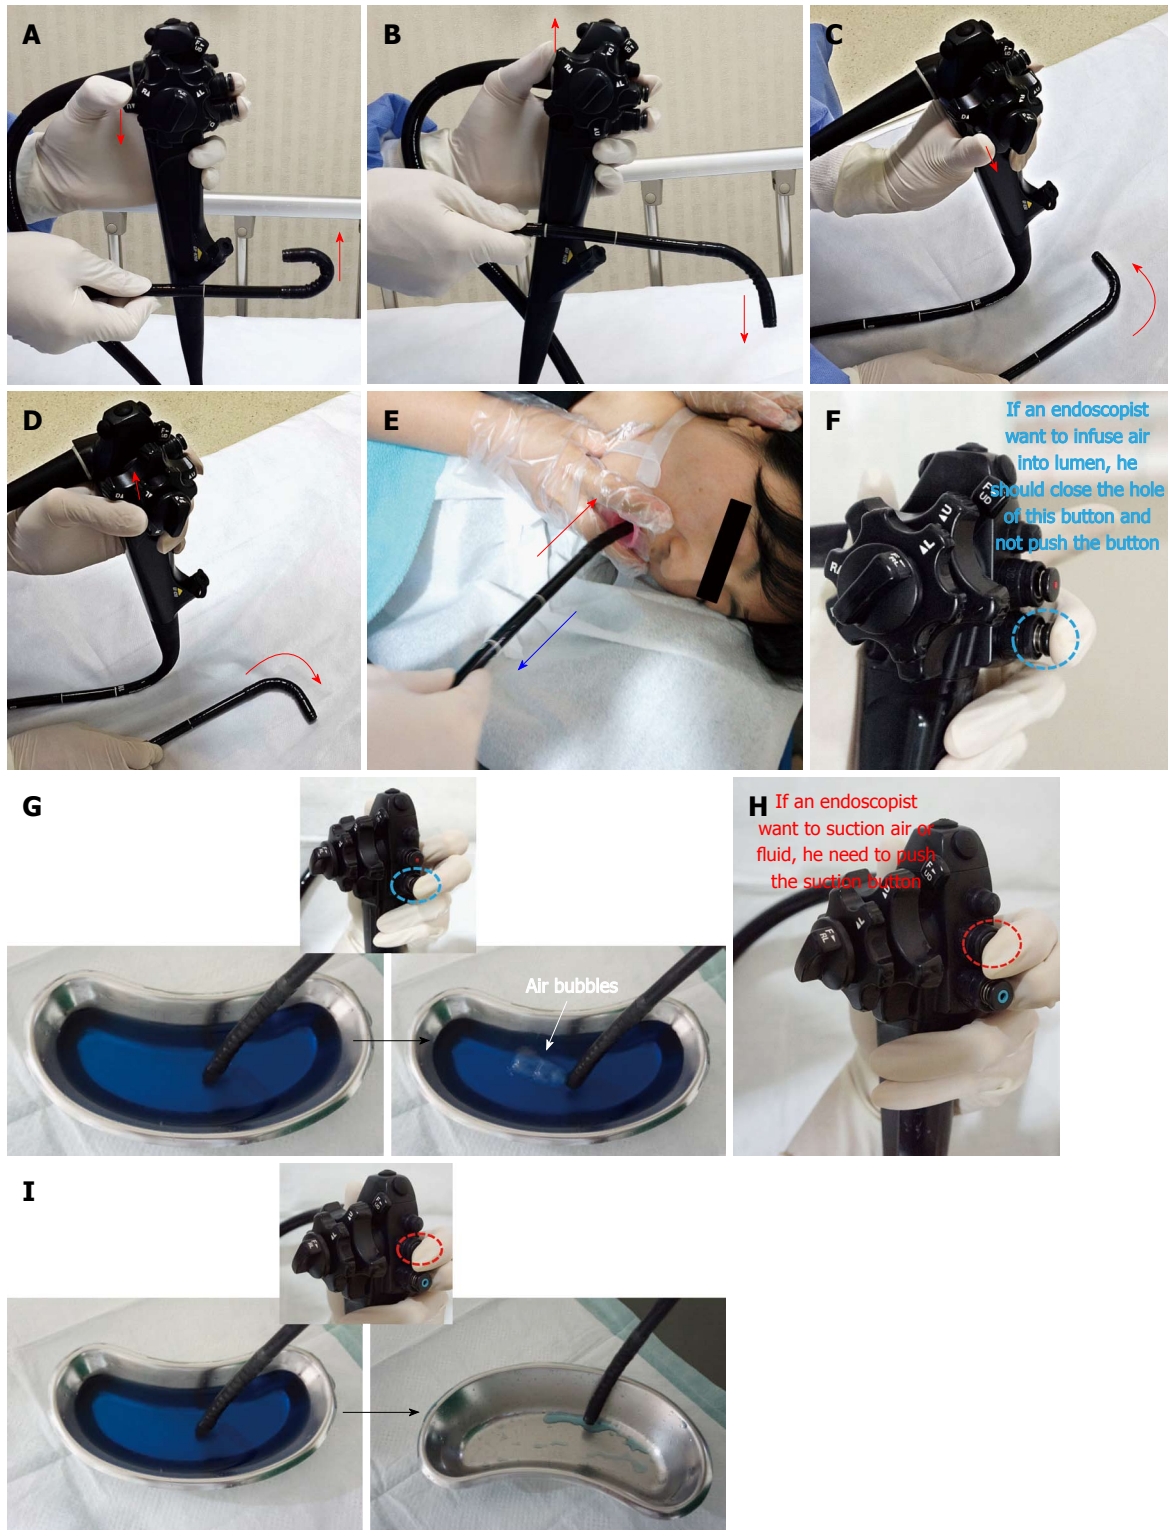 A
B
C
D
E
F
If an endoscopist
want to infuse air
into lumen, he
should close the hole
of this button and
not push the button
G
Air bubbles
H
If an endoscopist
want to suction air or
fluid, he need to push
the suction button
I